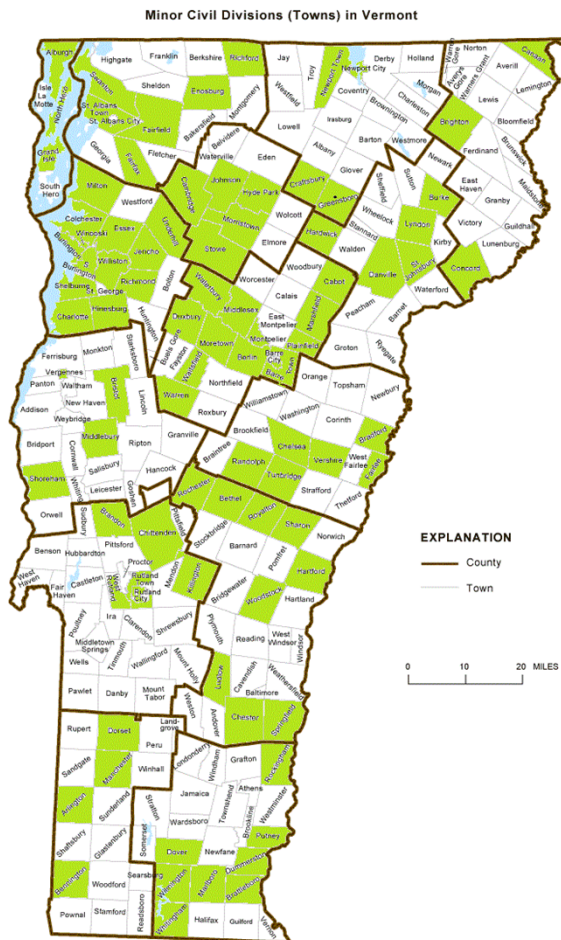 Minor Civil Divisions (Towns) in Vermont
Alburgh
Highgate
Franklin
Berkshire
Richford
Jay
Troy
Newport Town
Newport City
Derby
Holland
Morgan
Norton
Warren Gore
Averys Gore
Warners Grant
Averill
Canaan
Lemington
Isle La Motte
North Hero
Swanton
Sheldon
Enosburg
Montgomery
Westfield
Coventry
Brownington
Charleston
Lewis
Bloomfield
St. Albans Town
St. Albans City
Fairfield
Bakersfield
Lowell
Irasburg
Barton
Westmore
Brighton
Ferdinand
Brunswick
Grand Isle
Georgia
Fairfax
Fletcher
Belvidere
Waterville
Eden
Albany
Glover
Sheffield
Sutton
Newark
East Haven
Granby
Maidstone
South Hero
Milton
Westford
Cambridge
Johnson
Hyde Park
Craftsbury
Greensboro
Wheelock
Burke
Victory
Guildhall
Colchester
Essex
Underhill
Morristown
Wolcott
Hardwick
Stannard
Lyndon
Kirby
Lunenburg
Winooski
Burlington
S. Burlington
Williston
Jericho
Stowe
Elmore
Walden
Danville
St. Johnsbury
Concord
Shelburne
St. George
Richmond
Bolton
Waterbury
Worcester
Woodbury
Cabot
Peacham
Barnet
Waterford
Charlotte
Hinesburg
Huntington
Duxbury
Middlesex
Calais
Marshfield
East Montpelier
Montpelier
Groton
Ryegate
Ferrisburg
Monkton
Starksboro
Buels Gore
Fayston
Moretown
Waitsfield
Berlin
Barre City
Barre Town
Plainfield
Vergennes
Panton
Waltham
New Haven
Bristol
Lincoln
Warren
Northfield
Roxbury
Williamstown
Orange
Topsham
Newbury
Addison
Weybridge
Washington
Corinth
Bridport
Cornwall
Middlebury
Ripton
Granville
Braintree
Brookfield
Chelsea
Vershire
West Fairlee
Bradford
Fairlee
Shoreham
Whiting
Salisbury
Hancock
Randolph
Tunbridge
Strafford
Thetford
Orwell
Leicester
Goshen
Rochester
Bethel
Royalton
Sharon
Norwich
Sudbury
Brandon
Chittenden
Pittsfield
Stockbridge
Barnard
Pomfret
Hartford
Benson
Hubbardton
Pittsford
Proctor
West Haven
Fair Haven
Castleton
West Rutland
Rutland Town
Rutland City
Mendon
Killington
Bridgewater
Woodstock
Hartland
Poultney
Ira
Clarendon
Shrewsbury
Plymouth
Reading
West Windsor
Windsor
Middletown Springs
Tinmouth
Wallingford
Mount Holly
Ludlow
Cavendish
Baltimore
Weathersfield
Wells
Pawlet
Danby
Mount Tabor
Weston
Andover
Chester
Springfield
Rupert
Dorset
Peru
Land-
grove
Londonderry
Windham
Grafton
Rockingham
Sandgate
Manchester
Winhall
Jamaica
Athens
Townshend
Brookline
Westminster
Arlington
Sunderland
Stratton
Wardsboro
Shaftsbury
Glastenbury
Somerset
Dover
Newfane
Putney
Dummerston
Bennington
Woodford
Searsburg
Wilmington
Marlboro
Brattleboro
Pownal
Stamford
Readsboro
Whitingham
Halifax
Guilford
Vernon
EXPLANATION
County
Town
0 10 20 MILES